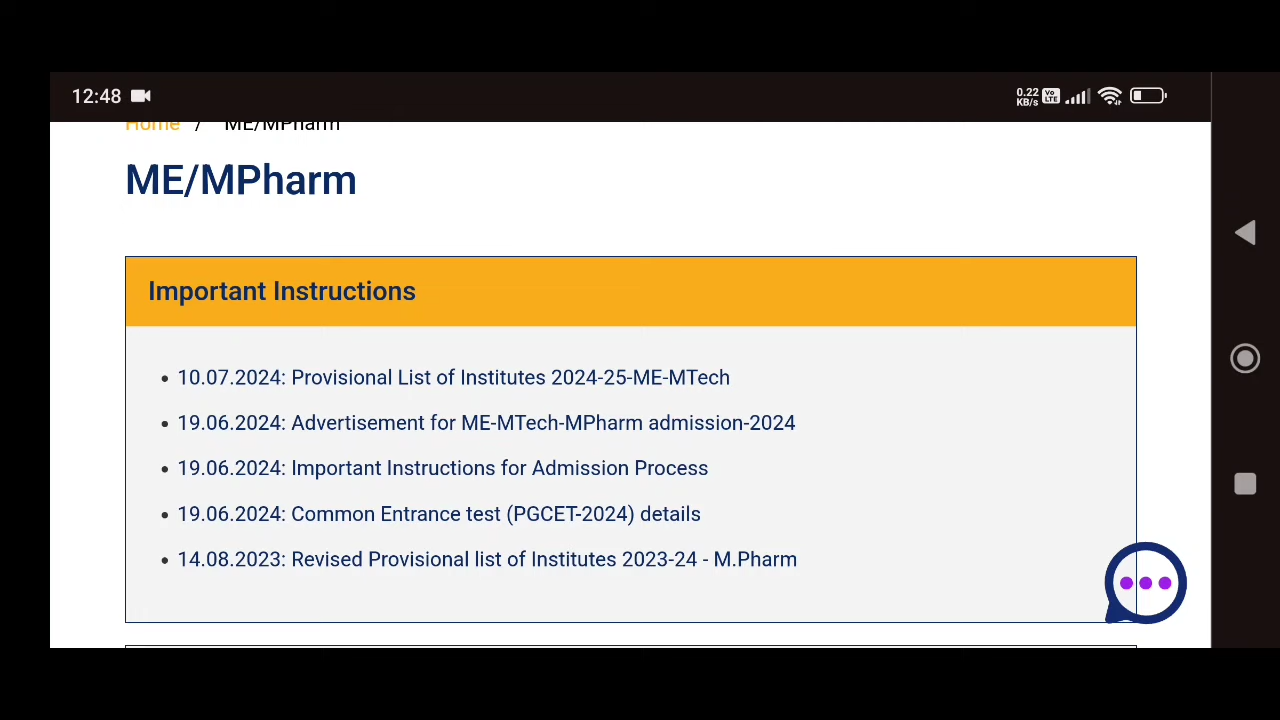 12:48
0.22
KB/s
Vo
LTE
Home / ME/MPharm
ME/MPharm
Important Instructions
10.07.2024: Provisional List of Institutes 2024-25-ME-MTech
19.06.2024: Advertisement for ME-MTech-MPharm admission-2024
19.06.2024: Important Instructions for Admission Process
19.06.2024: Common Entrance test (PGCET-2024) details
14.08.2023: Revised Provisional list of Institutes 2023-24 - M.Pharm